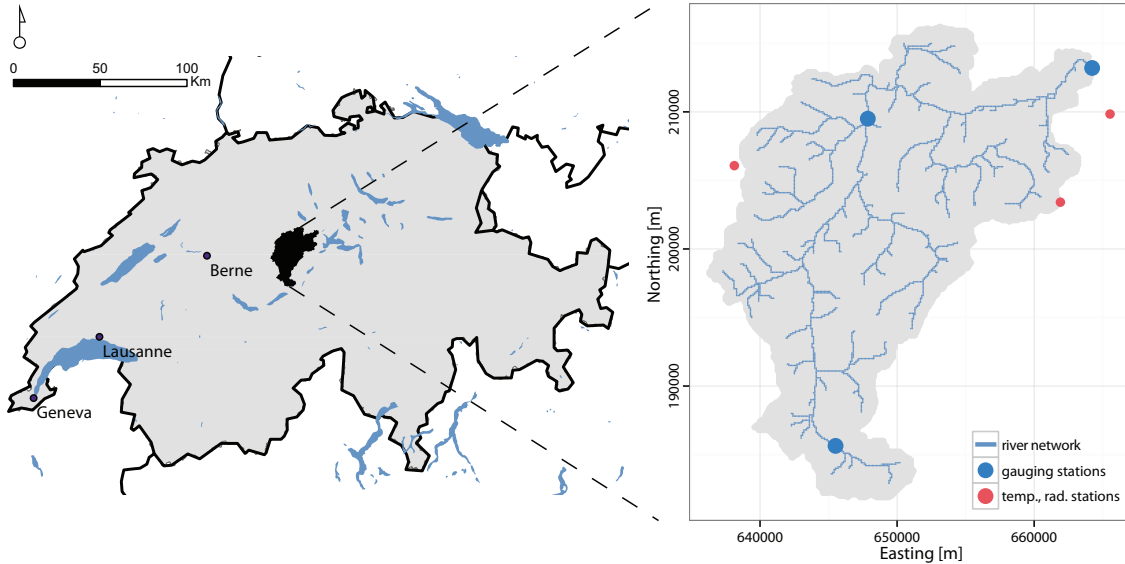 0 50 100
Km
Berne
Lausanne
Geneva
Northing [m]
210000
200000
190000
river network
gauging stations
temp., rad. stations
640000 650000 660000
Easting [m]